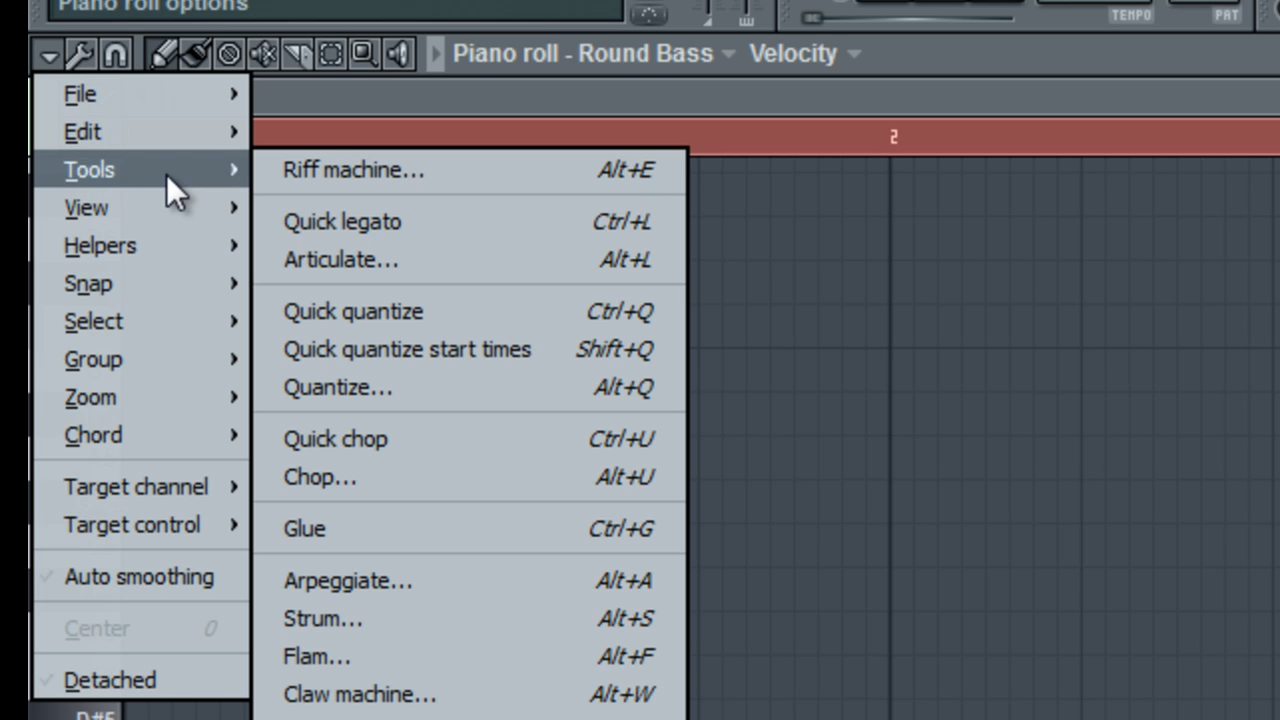 Piano roll options
TEMPO
PAT
Piano roll - Round Bass
Velocity
2
File
Edit
Tools
View
Helpers
Snap
Select
Group
Zoom
Chord
Target channel
Target control
Auto smoothing
Center 0
Detached
Riff machine... Alt+E
Quick legato Ctrl+L
Articulate... Alt+L
Quick quantize Ctrl+Q
Quick quantize start times Shift+Q
Quantize... Alt+Q
Quick chop Ctrl+U
Chop... Alt+U
Glue Ctrl+G
Arpeggiate... Alt+A
Strum... Alt+S
Flam... Alt+F
Claw machine... Alt+W